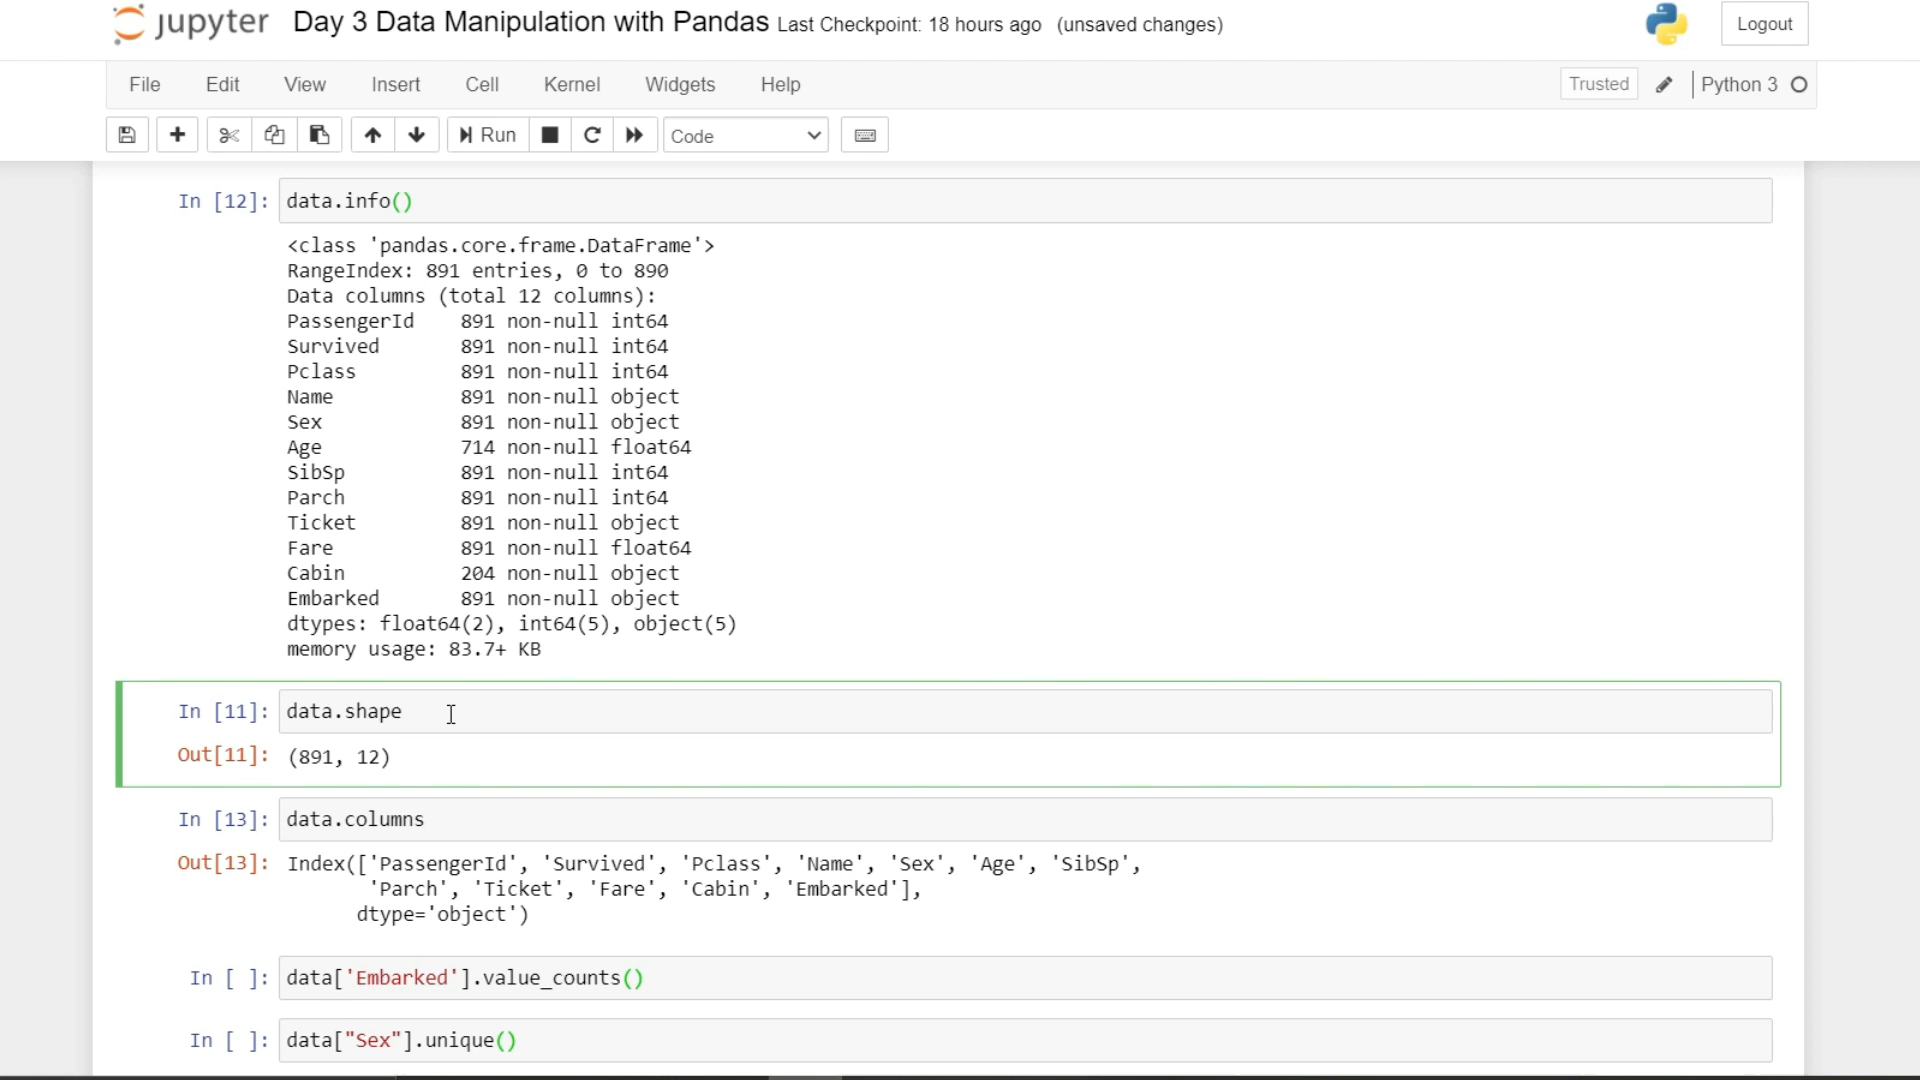 jupyter Day 3 Data Manipulation with Pandas Last Checkpoint: 18 hours ago (unsaved changes) Logout
File Edit View Insert Cell Kernel Widgets Help Trusted Python 3
Run Code
In [12]: data.info()
<class 'pandas.core.frame.DataFrame'>
RangeIndex: 891 entries, 0 to 890
Data columns (total 12 columns):
PassengerId    891 non-null int64
Survived       891 non-null int64
Pclass         891 non-null int64
Name           891 non-null object
Sex            891 non-null object
Age            714 non-null float64
SibSp          891 non-null int64
Parch          891 non-null int64
Ticket         891 non-null object
Fare           891 non-null float64
Cabin          204 non-null object
Embarked       891 non-null object
dtypes: float64(2), int64(5), object(5)
memory usage: 83.7+ KB
In [11]: data.shape
Out[11]: (891, 12)
In [13]: data.columns
Out[13]: Index(['PassengerId', 'Survived', 'Pclass', 'Name', 'Sex', 'Age', 'SibSp',
'Parch', 'Ticket', 'Fare', 'Cabin', 'Embarked'],
dtype='object')
In [ ]: data['Embarked'].value_counts()
In [ ]: data["Sex"].unique()